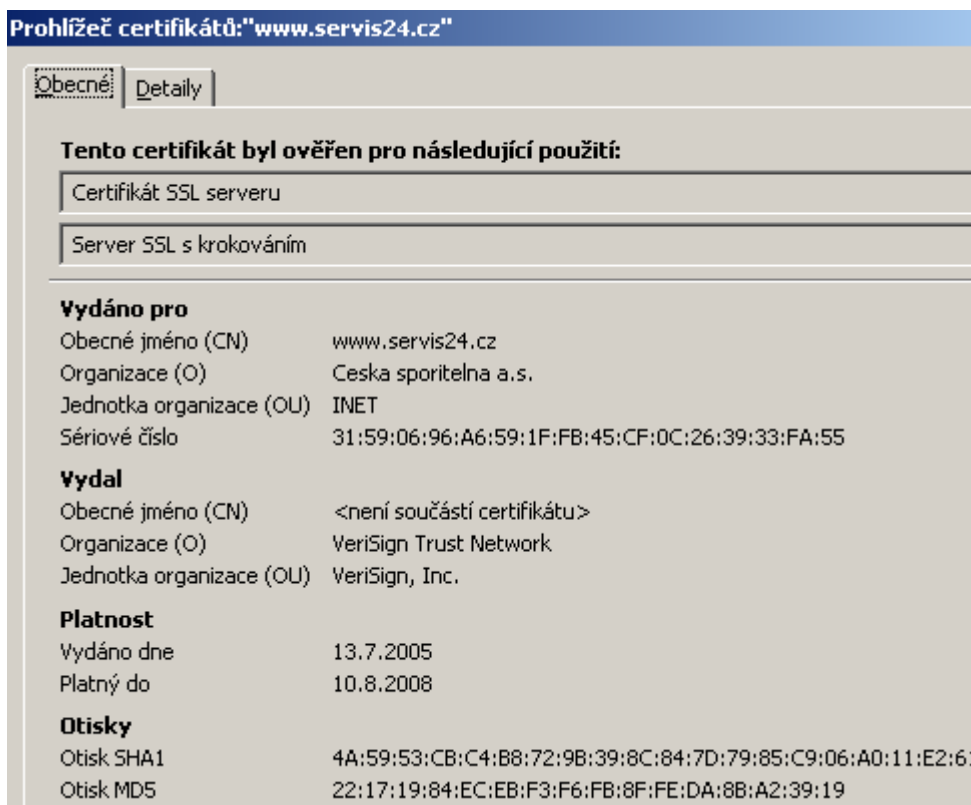 Prohlížeč certifikátů:"www.servis24.cz"
Obecné Detaily
Tento certifikát byl ověřen pro následující použití:
Certifikát SSL serveru
Server SSL s krokováním
Vydáno pro
Obecné jméno (CN) www.servis24.cz
Organizace (O) Ceska sporitelna a.s.
Jednotka organizace (OU) INET
Sériové číslo 31:59:06:96:A6:59:1F:FB:45:CF:0C:26:39:33:FA:55
Vydal
Obecné jméno (CN) <není součástí certifikátu>
Organizace (O) VeriSign Trust Network
Jednotka organizace (OU) VeriSign, Inc.
Platnost
Vydáno dne 13.7.2005
Platný do 10.8.2008
Otisky
Otisk SHA1 4A:59:53:CB:C4:B8:72:9B:39:8C:84:7D:79:85:C9:06:A0:11:E2:61
Otisk MD5 22:17:19:84:EC:EB:F3:F6:FB:8F:FE:DA:8B:A2:39:19